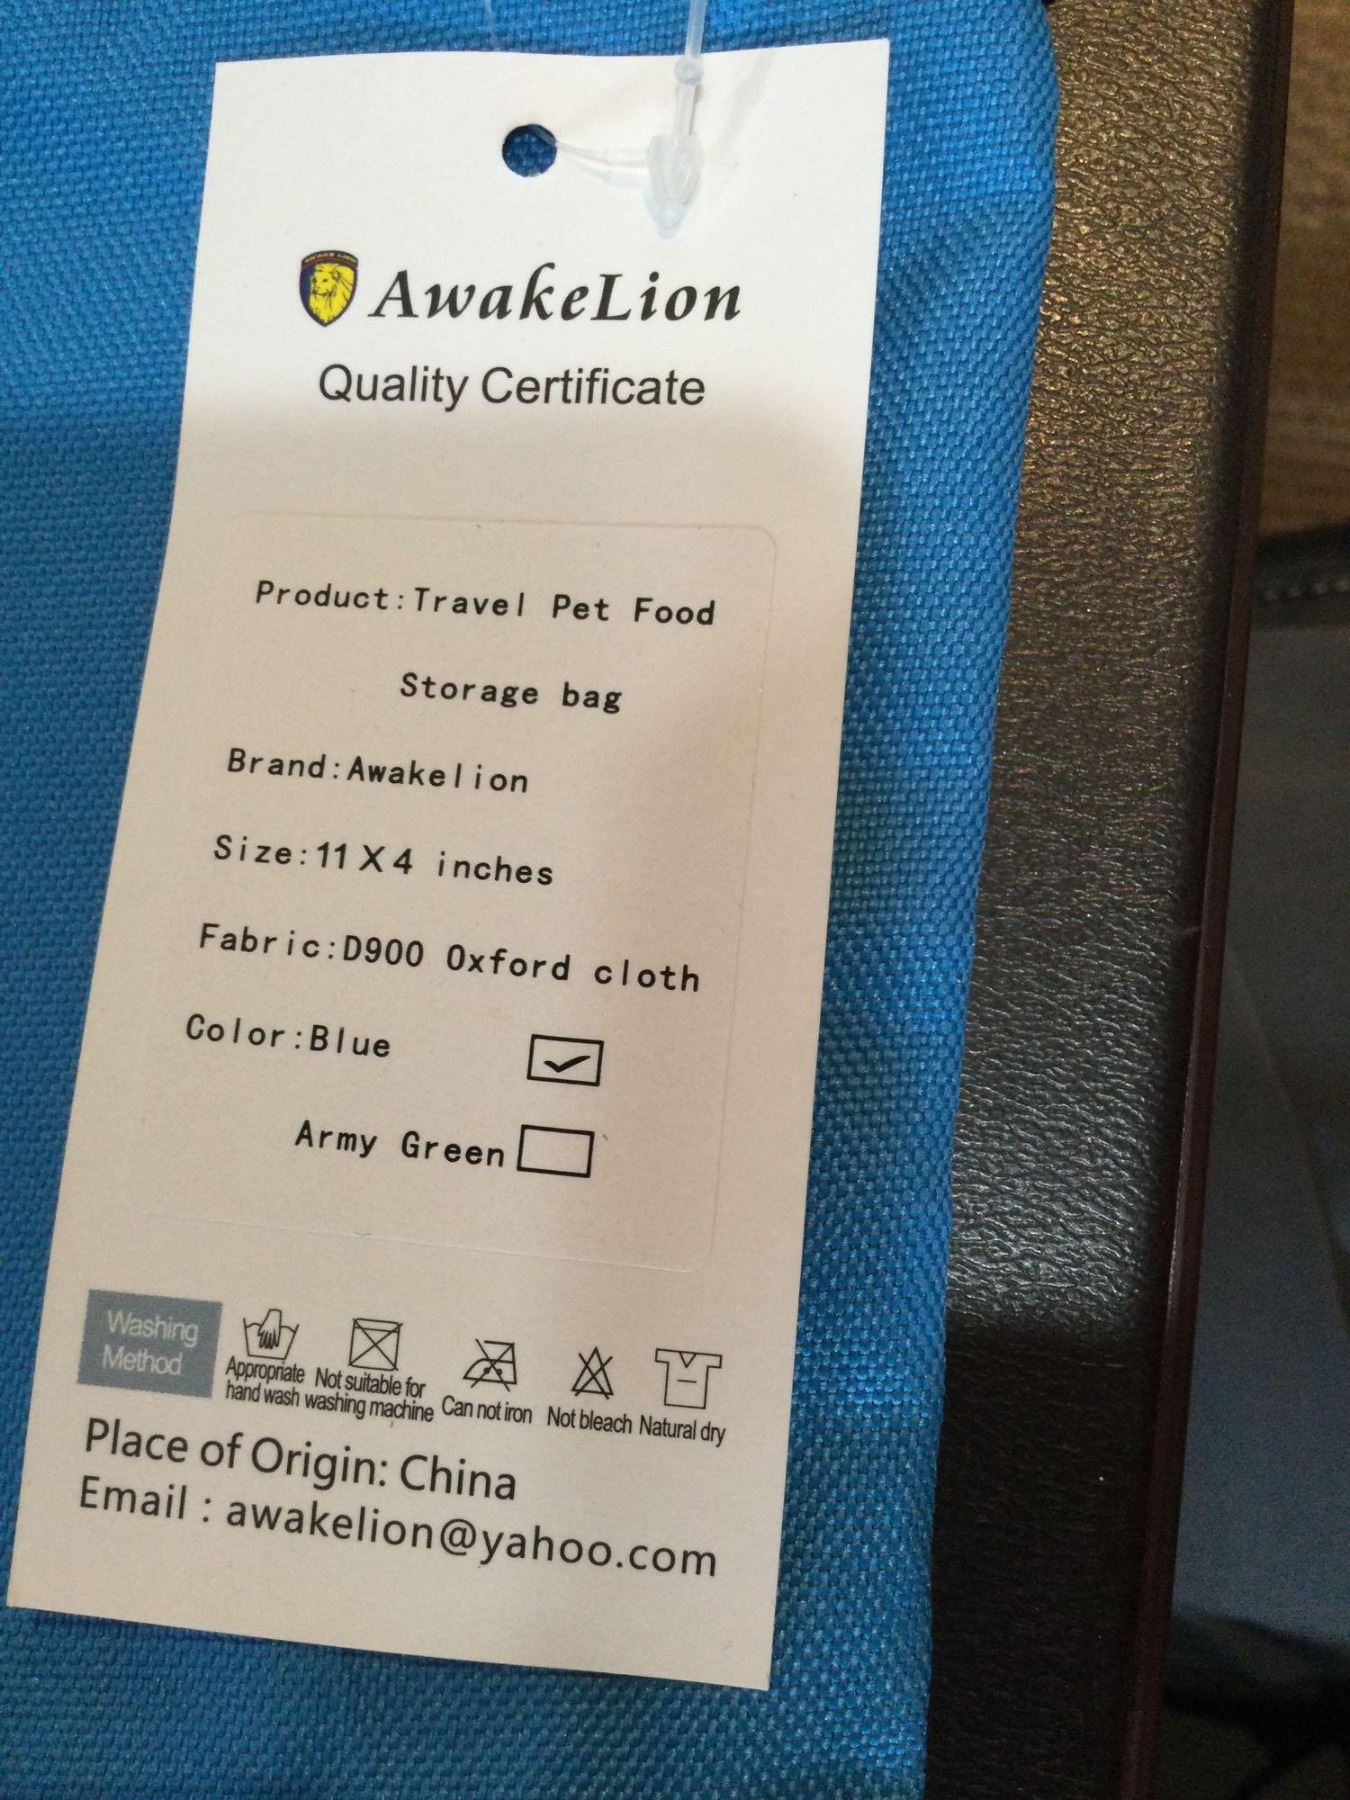 AwakeLion
Quality Certificate
Product:Travel Pet Food
Storage bag
Brand:Awakelion
Size:11X4 inches
Fabric:D900 Oxford cloth
Color:Blue
Army Green
Washing
Method
Appropriate
hand wash
Not suitable for
washing machine
Can not iron
Not bleach
Natural dry
Place of Origin: China
Email : awakelion@yahoo.com